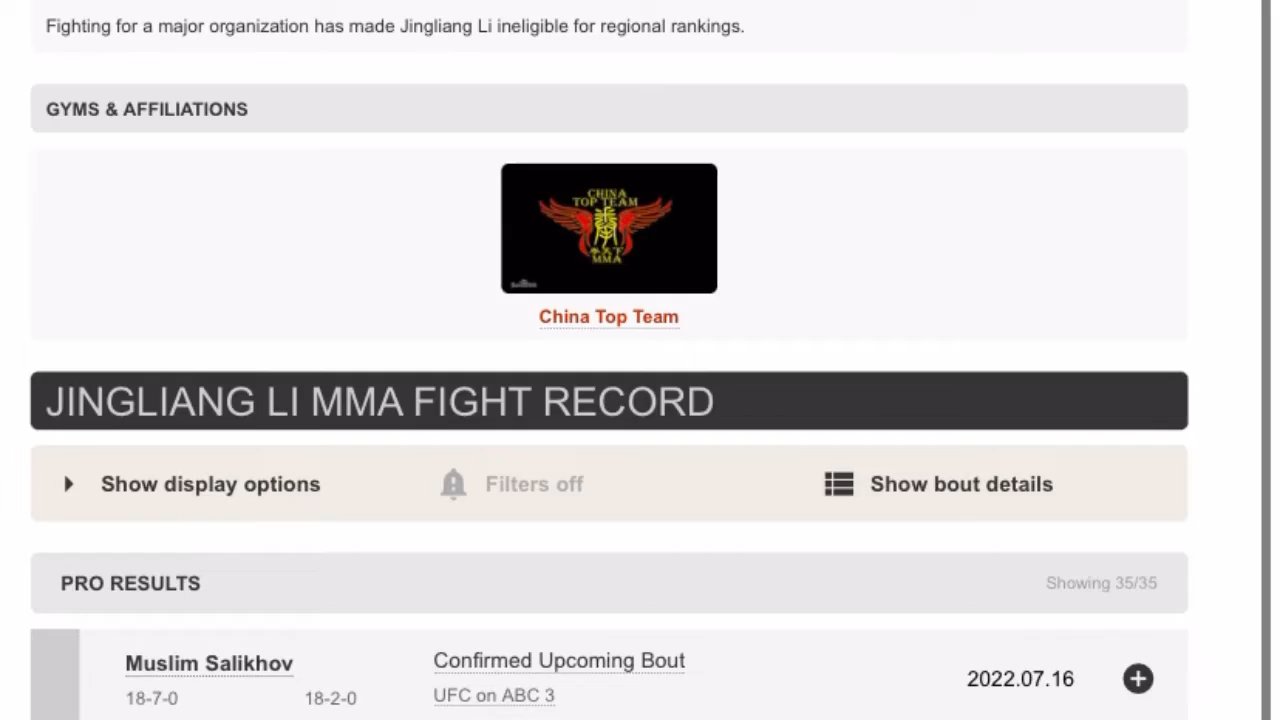 Fighting for a major organization has made Jingliang Li ineligible for regional rankings.
GYMS & AFFILIATIONS
CHINA
TOP TEAM
MMA
China Top Team
JINGLIANG LI MMA FIGHT RECORD
Show display options
Filters off
Show bout details
PRO RESULTS
Showing 35/35
Muslim Salikhov
Confirmed Upcoming Bout
2022.07.16
18-7-0
18-2-0
UFC on ABC 3